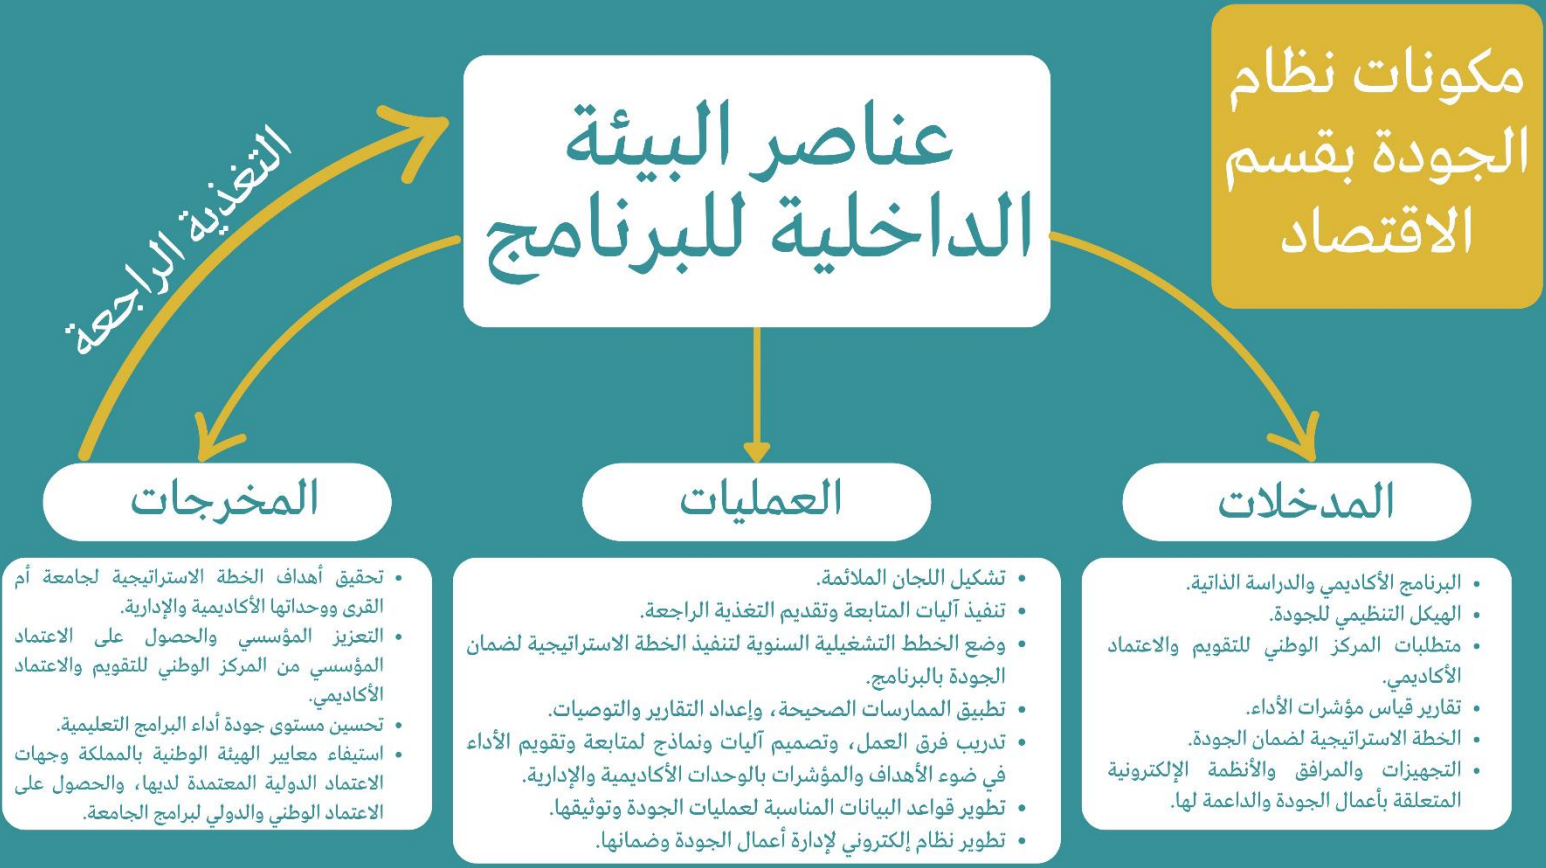 مكونات نظام
الجودة بقسم
الاقتصاد
عناصر البيئة
الداخلية للبرنامج
التغذية الراجعة
المدخلات
• البرنامج الأكاديمي والدراسة الذاتية.
• الهيكل التنظيمي للجودة.
• متطلبات المركز الوطني للتقويم والاعتماد
الأكاديمي.
• تقارير قياس مؤشرات الأداء.
• الخطة الاستراتيجية لضمان الجودة.
• التجهيزات والمرافق والأنظمة الإلكترونية
المتعلقة بأعمال الجودة والداعمة لها.
العمليات
• تشكيل اللجان الملائمة.
• تنفيذ آليات المتابعة وتقديم التغذية الراجعة.
• وضع الخطط التشغيلية السنوية لتنفيذ الخطة الاستراتيجية لضمان
الجودة بالبرنامج.
• تطبيق الممارسات الصحيحة، وإعداد التقارير والتوصيات.
• تدريب فرق العمل، وتصميم آليات ونماذج لمتابعة وتقويم الأداء
في ضوء الأهداف والمؤشرات بالوحدات الأكاديمية والإدارية.
• تطوير قواعد البيانات المناسبة لعمليات الجودة وتوثيقها.
• تطوير نظام إلكتروني لإدارة أعمال الجودة وضمانها.
المخرجات
• تحقيق أهداف الخطة الاستراتيجية لجامعة أم
القرى ووحداتها الأكاديمية والإدارية.
• التعزيز المؤسسي والحصول على الاعتماد
المؤسسي من المركز الوطني للتقويم والاعتماد
الأكاديمي.
• تحسين مستوى جودة أداء البرامج التعليمية.
• استيفاء معايير الهيئة الوطنية بالمملكة وجهات
الاعتماد الدولية المعتمدة لديها، والحصول على
الاعتماد الوطني والدولي لبرامج الجامعة.